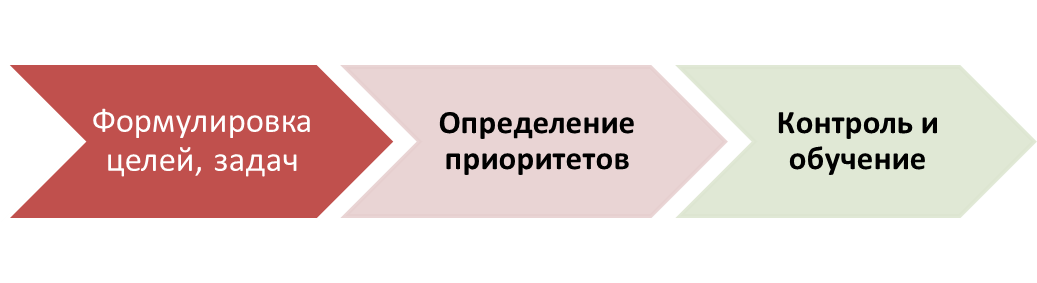 Формулировка
целей, задач
Определение
приоритетов
Контроль и
обучение